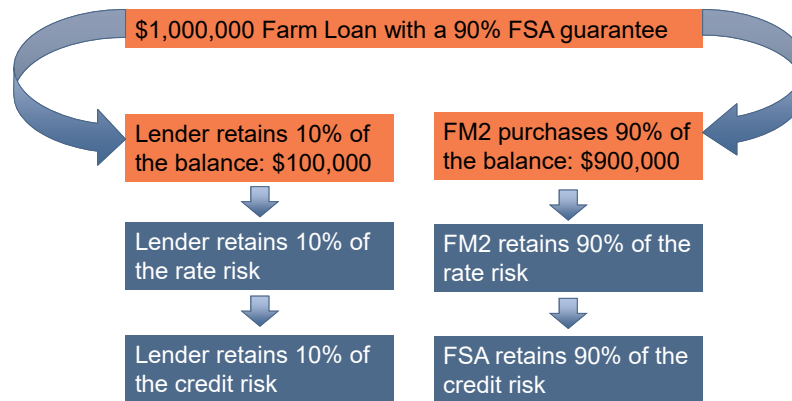 $1,000,000 Farm Loan with a 90% FSA guarantee
Lender retains 10% of
the balance: $100,000
FM2 purchases 90% of
the balance: $900,000
Lender retains 10% of
the rate risk
FM2 retains 90% of the
rate risk
Lender retains 10% of
the credit risk
FSA retains 90% of the
credit risk